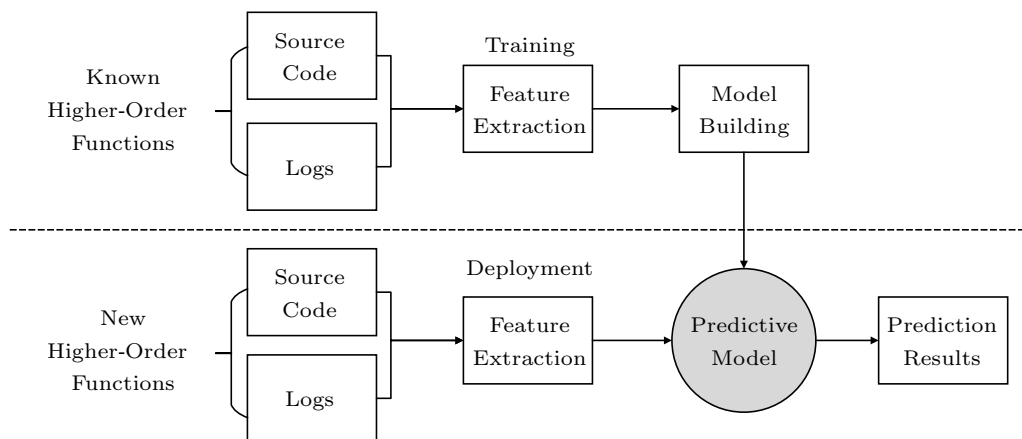 Source
Code
Training
Known
Higher-Order
Functions
Feature
Extraction
Model
Building
Logs
Source
Code
Deployment
New
Higher-Order
Functions
Feature
Extraction
Predictive
Model
Prediction
Results
Logs